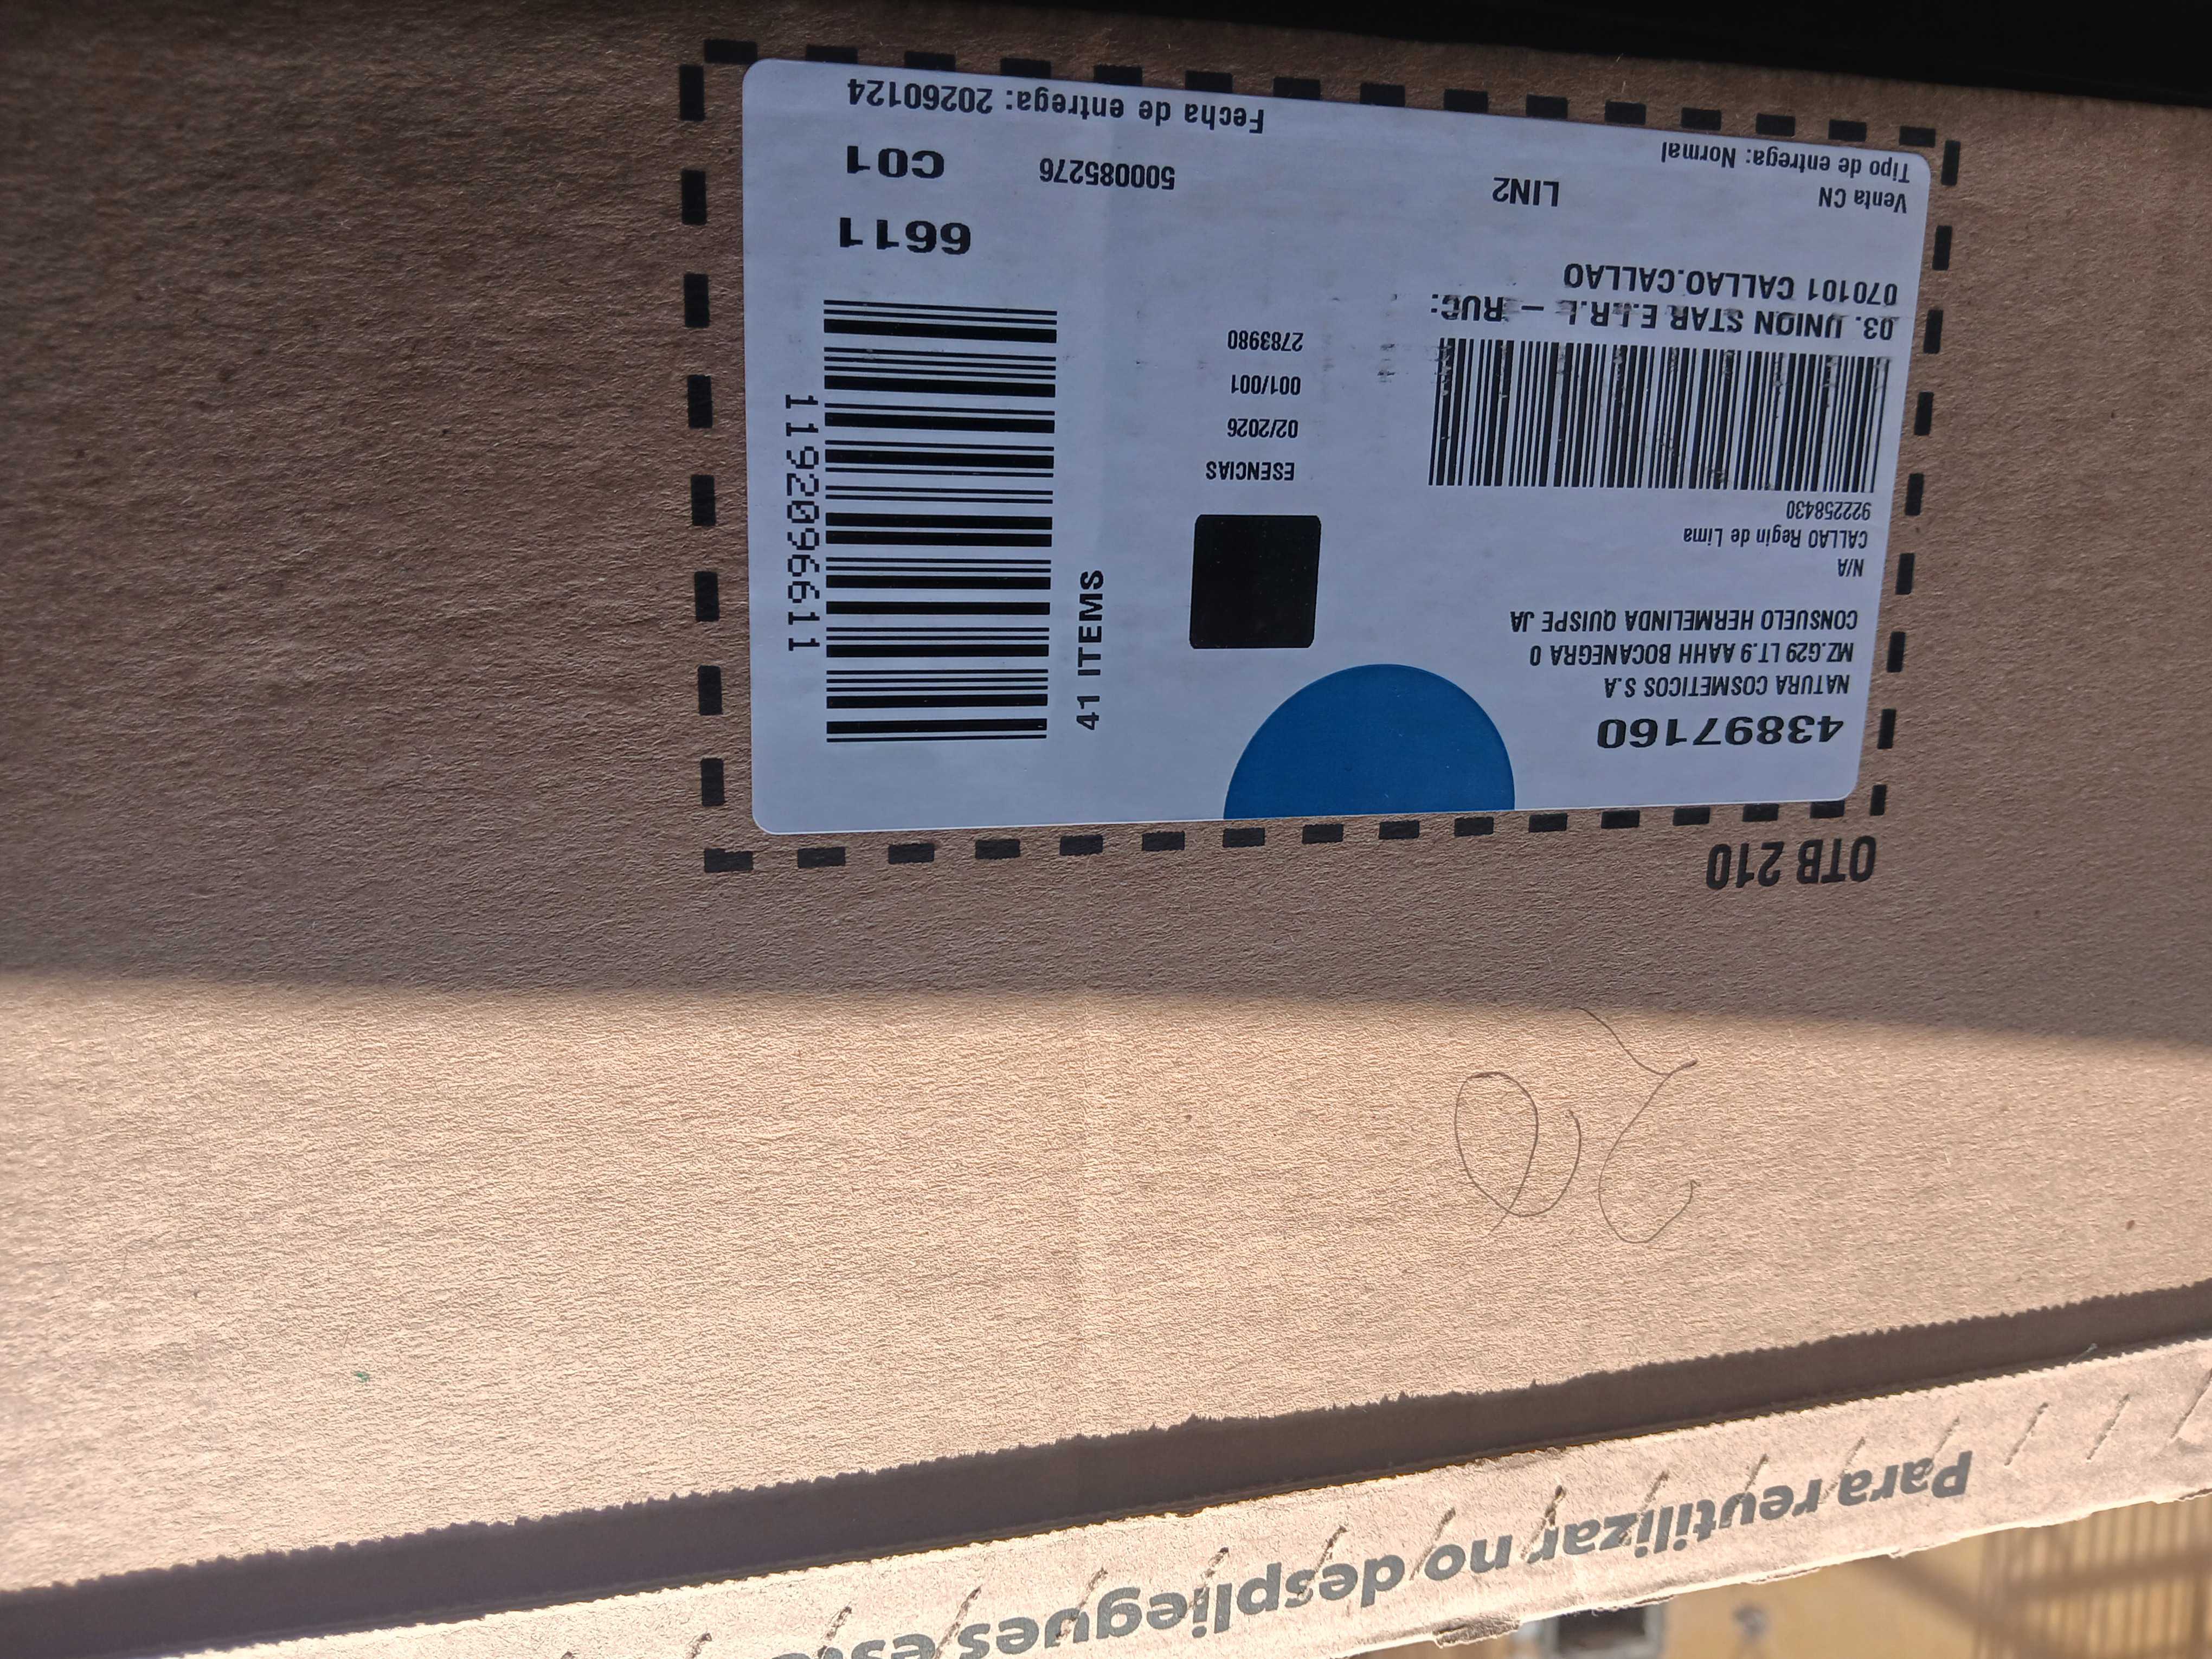 Para reutilizar no despliegues es
20
OTB 210
43897160
NATURA COSMETICOS S.A
MZ.G29 LT.9 AAHH BOCANEGRA 0
CONSUELO HERMELINDA QUISPE JA
N/A
CALLAO Regin de Lima
922258430
03. UNION STAR E.I.R.L – RUC:
070101 CALLAO.CALLAO
Venta CN
LIN2
Tipo de entrega: Normal
ESENCIAS
02/2026
001/001
2783980
41 ITEMS
1192096611
6611
500085276
C01
Fecha de entrega: 20260124